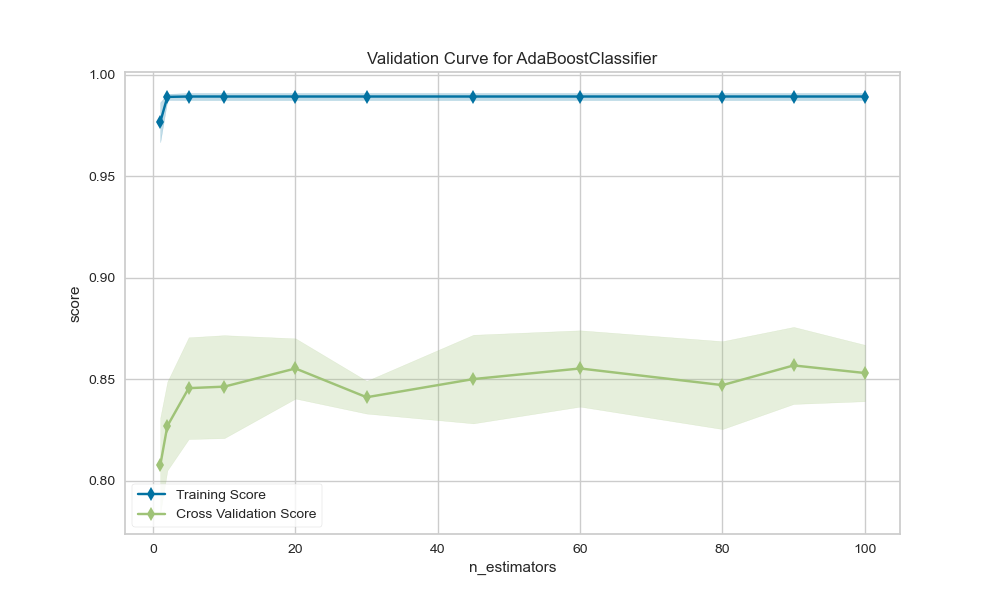 Validation Curve for AdaBoostClassifier
1.00
0.95
0.90
0.85
0.80
score
Training Score
Cross Validation Score
0 20 40 60 80 100
n_estimators